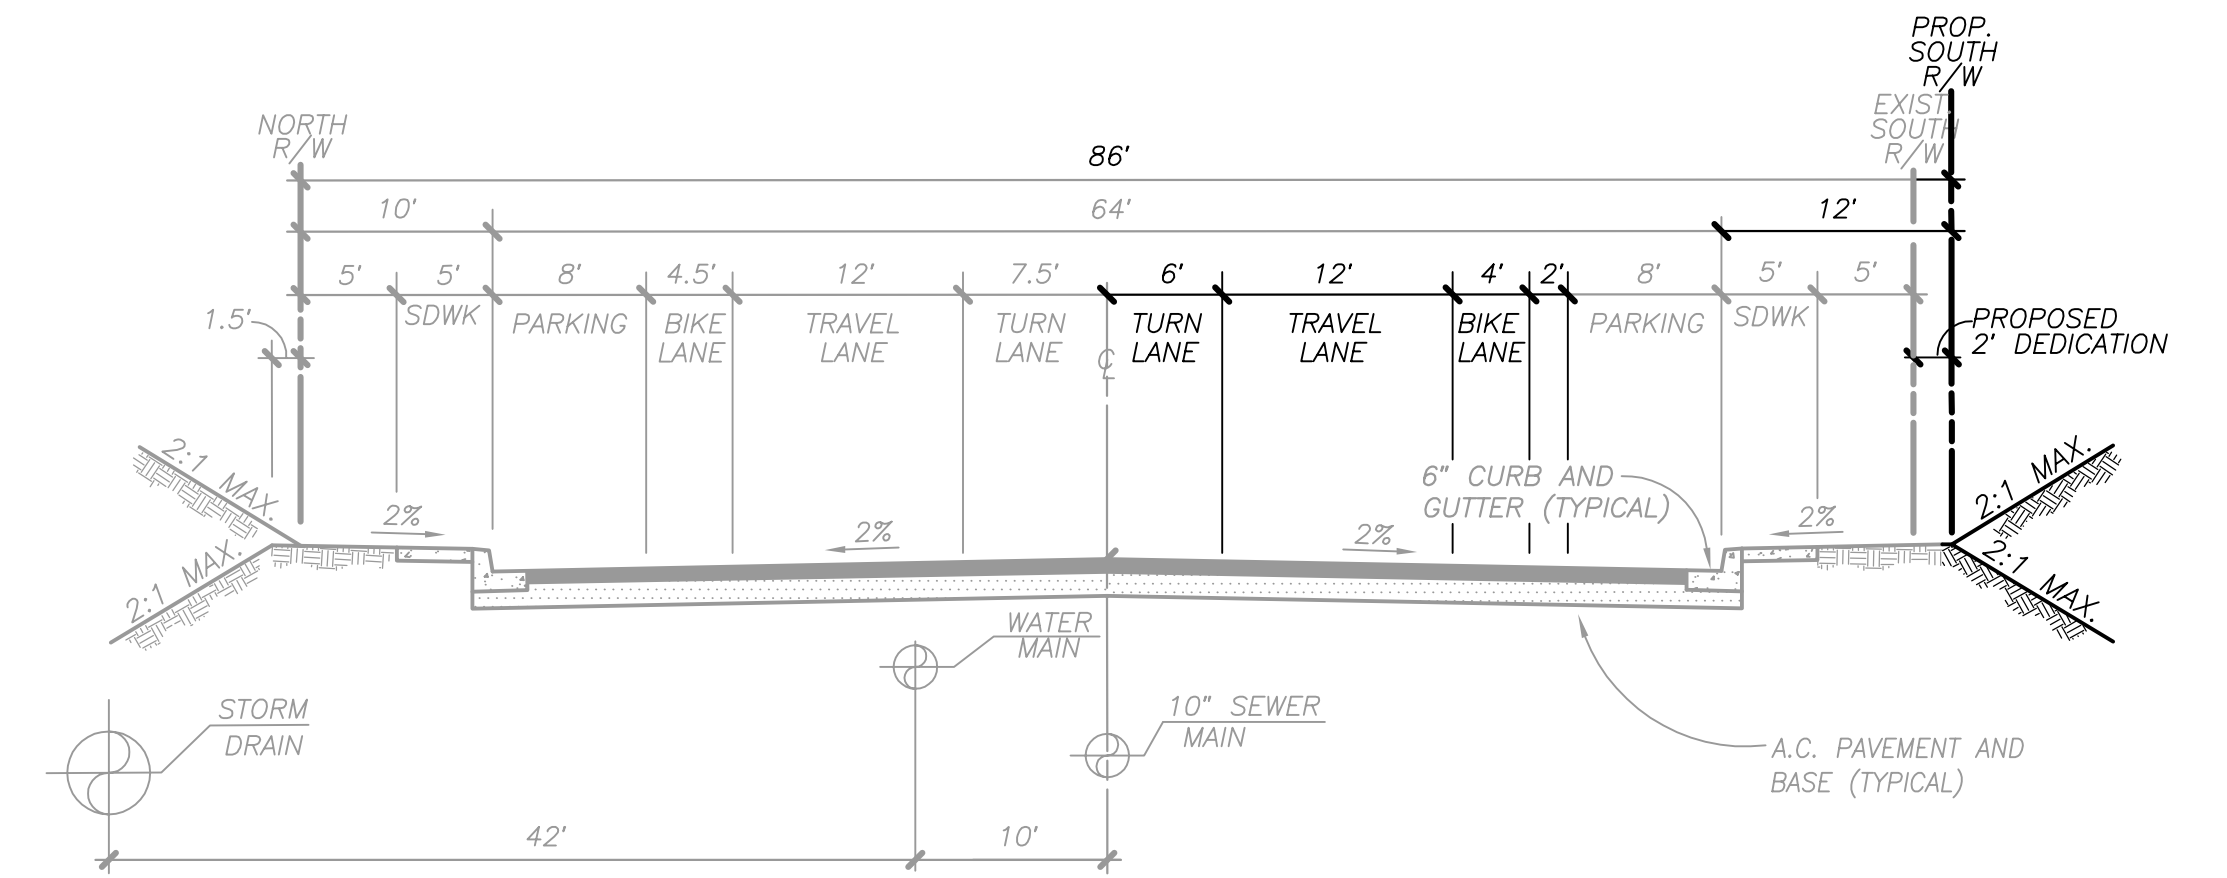 PROP.
SOUTH
R/W
EXIST.
SOUTH
R/W
NORTH
R/W
86'
10'
64'
12'
5'
5'
8'
4.5'
12'
7.5'
6'
12'
4'
2'
8'
5'
5'
1.5'
SDWK
PARKING
BIKE
LANE
TRAVEL
LANE
TURN
LANE
℄
TURN
LANE
TRAVEL
LANE
BIKE
LANE
PARKING
SDWK
PROPOSED
2' DEDICATION
2:1 MAX.
2:1 MAX.
2%
2%
2%
6" CURB AND
GUTTER (TYPICAL)
2%
2:1 MAX.
2:1 MAX.
WATER
MAIN
STORM
DRAIN
10" SEWER
MAIN
A.C. PAVEMENT AND
BASE (TYPICAL)
42'
10'